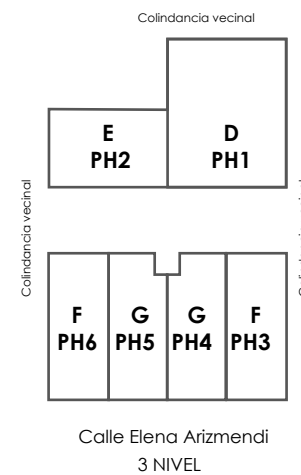 Colindancia vecinal
E
PH2
D
PH1
Colindancia vecinal
F
PH6
G
PH5
G
PH4
F
PH3
Calle Elena Arizmendi
3 NIVEL